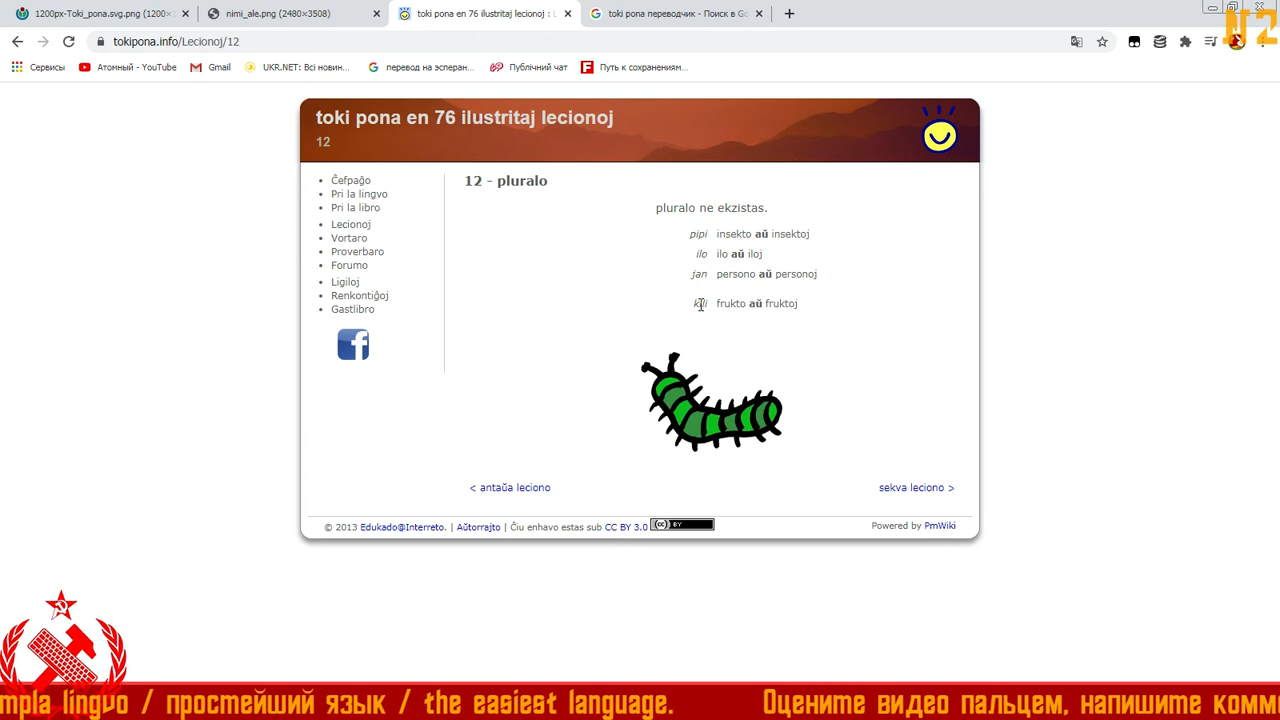 1200px-Toki_pona.svg.png (1200×1
nimi_ale.png (2480×3508)
toki pona en 76 ilustritaj lecionoj : L
toki pona переводчик - Поиск в Go
tokipona.info/Lecionoj/12
Сервисы
Атомный - YouTube
Gmail
UKR.NET: Всі новин...
перевод на эсперан...
Публічний чат
Путь к сохранениям...
toki pona en 76 ilustritaj lecionoj
12
Ĉefpaĝo
Pri la lingvo
Pri la libro
Lecionoj
Vortaro
Proverbaro
Forumo
Ligiloj
Renkontiĝoj
Gastlibro
12 - pluralo
pluralo ne ekzistas.
pipi insekto aŭ insektoj
ilo ilo aŭ iloj
jan persono aŭ personoj
kili frukto aŭ fruktoj
< antaŭa leciono
sekva leciono >
© 2013 Edukado@Interreto. | Aŭtorrajto | Ĉiu enhavo estas sub CC BY 3.0 (cc) BY
Powered by PmWiki
mpla lingvo / простейший язык / the easiest language. Оцените видео пальцем, напишите комм